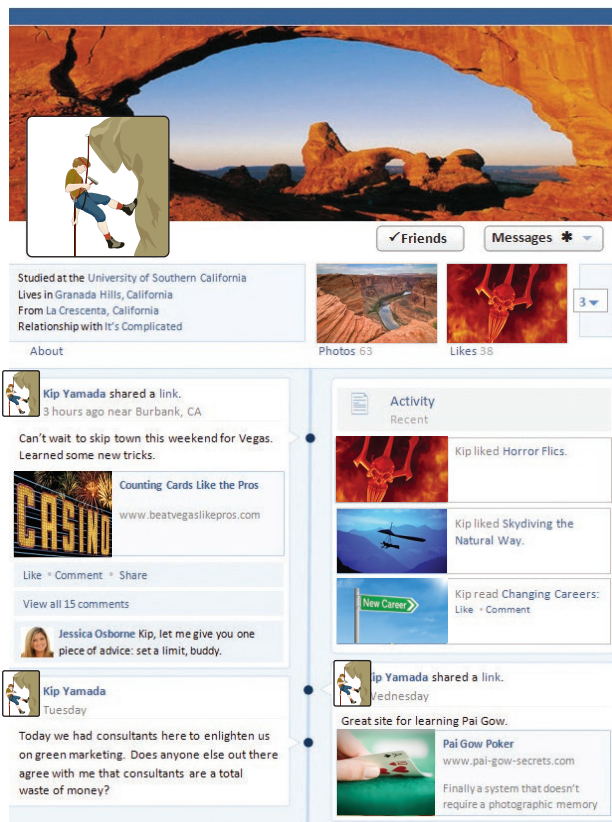 ✓Friends
Messages ✱
Studied at the University of Southern California
Lives in Granada Hills, California
From La Crescenta, California
Relationship with It's Complicated
About
Photos 63
Likes 38
3
Kip Yamada shared a link.
3 hours ago near Burbank, CA
Can't wait to skip town this weekend for Vegas.
Learned some new tricks.
CASINO
Counting Cards Like the Pros
www.beatvegaslikepros.com
Like • Comment • Share
View all 15 comments
Jessica Osborne Kip, let me give you one
piece of advice: set a limit, buddy.
Kip Yamada
Tuesday
Today we had consultants here to enlighten us
on green marketing. Does anyone else out there
agree with me that consultants are a total
waste of money?
Activity
Recent
Kip liked Horror Flics.
Kip liked Skydiving the
Natural Way.
New Career
Kip read Changing Careers:
Like • Comment
Kip Yamada shared a link.
Wednesday
Great site for learning Pai Gow.
Pai Gow Poker
www.pai-gow-secrets.com
Finally a system that doesn't
require a photographic memory